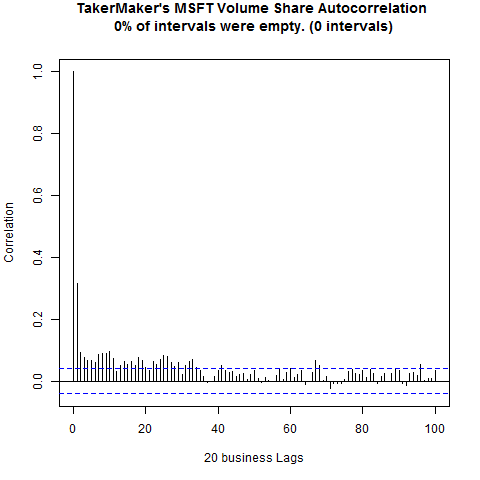 TakerMaker's MSFT Volume Share Autocorrelation
0% of intervals were empty. (0 intervals)
Correlation
1.0
0.8
0.6
0.4
0.2
0.0
0 20 40 60 80 100
20 business Lags